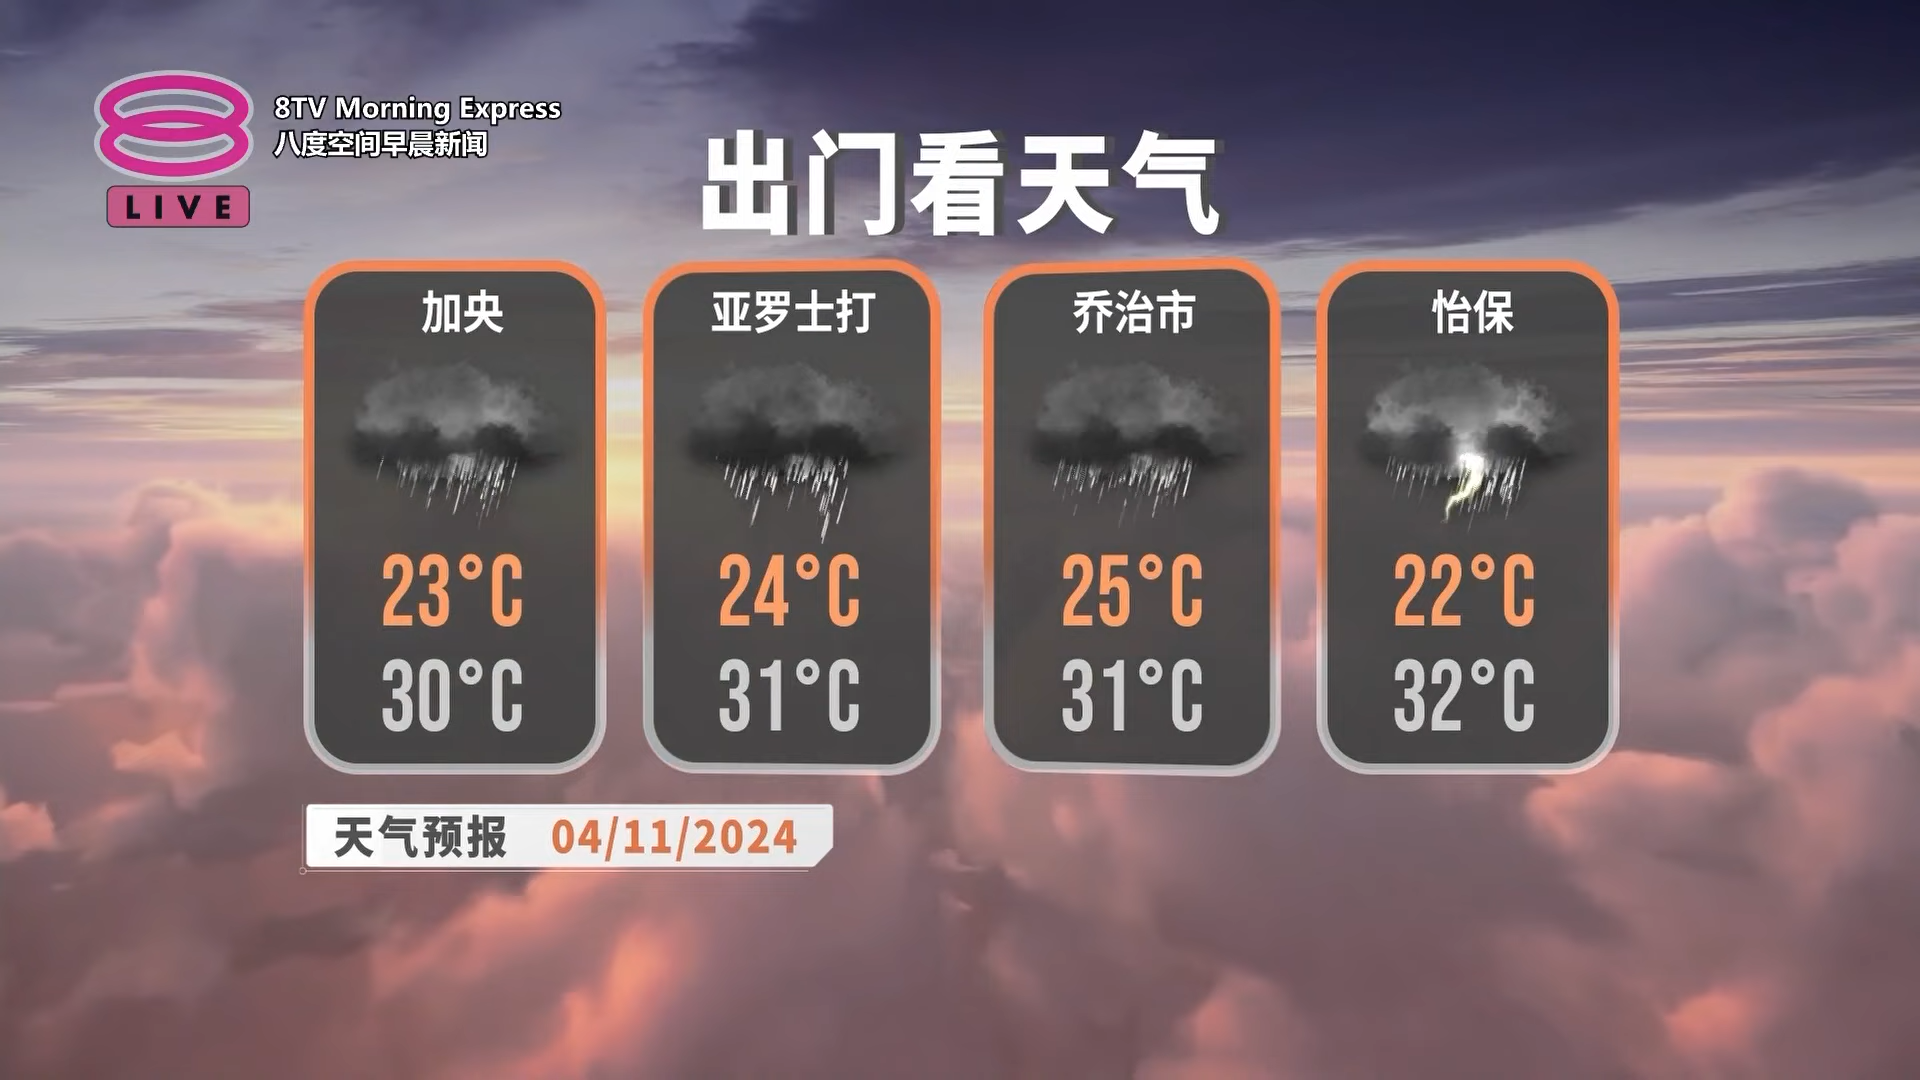 8TV Morning Express
八度空间早晨新闻
LIVE
出门看天气
加央
23°C
30°C
亚罗士打
24°C
31°C
乔治市
25°C
31°C
怡保
22°C
32°C
天气预报 04/11/2024